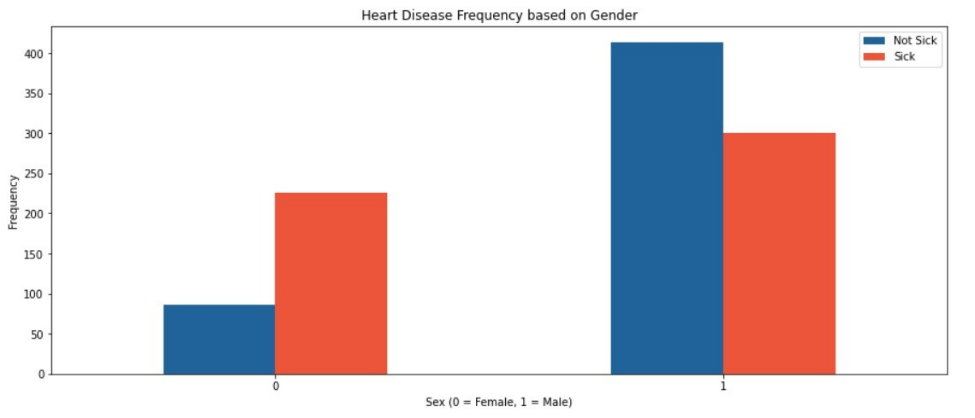 Heart Disease Frequency based on Gender
Not Sick
Sick
400
350
300
250
200
150
100
50
0
Frequency
0
1
Sex (0 = Female, 1 = Male)